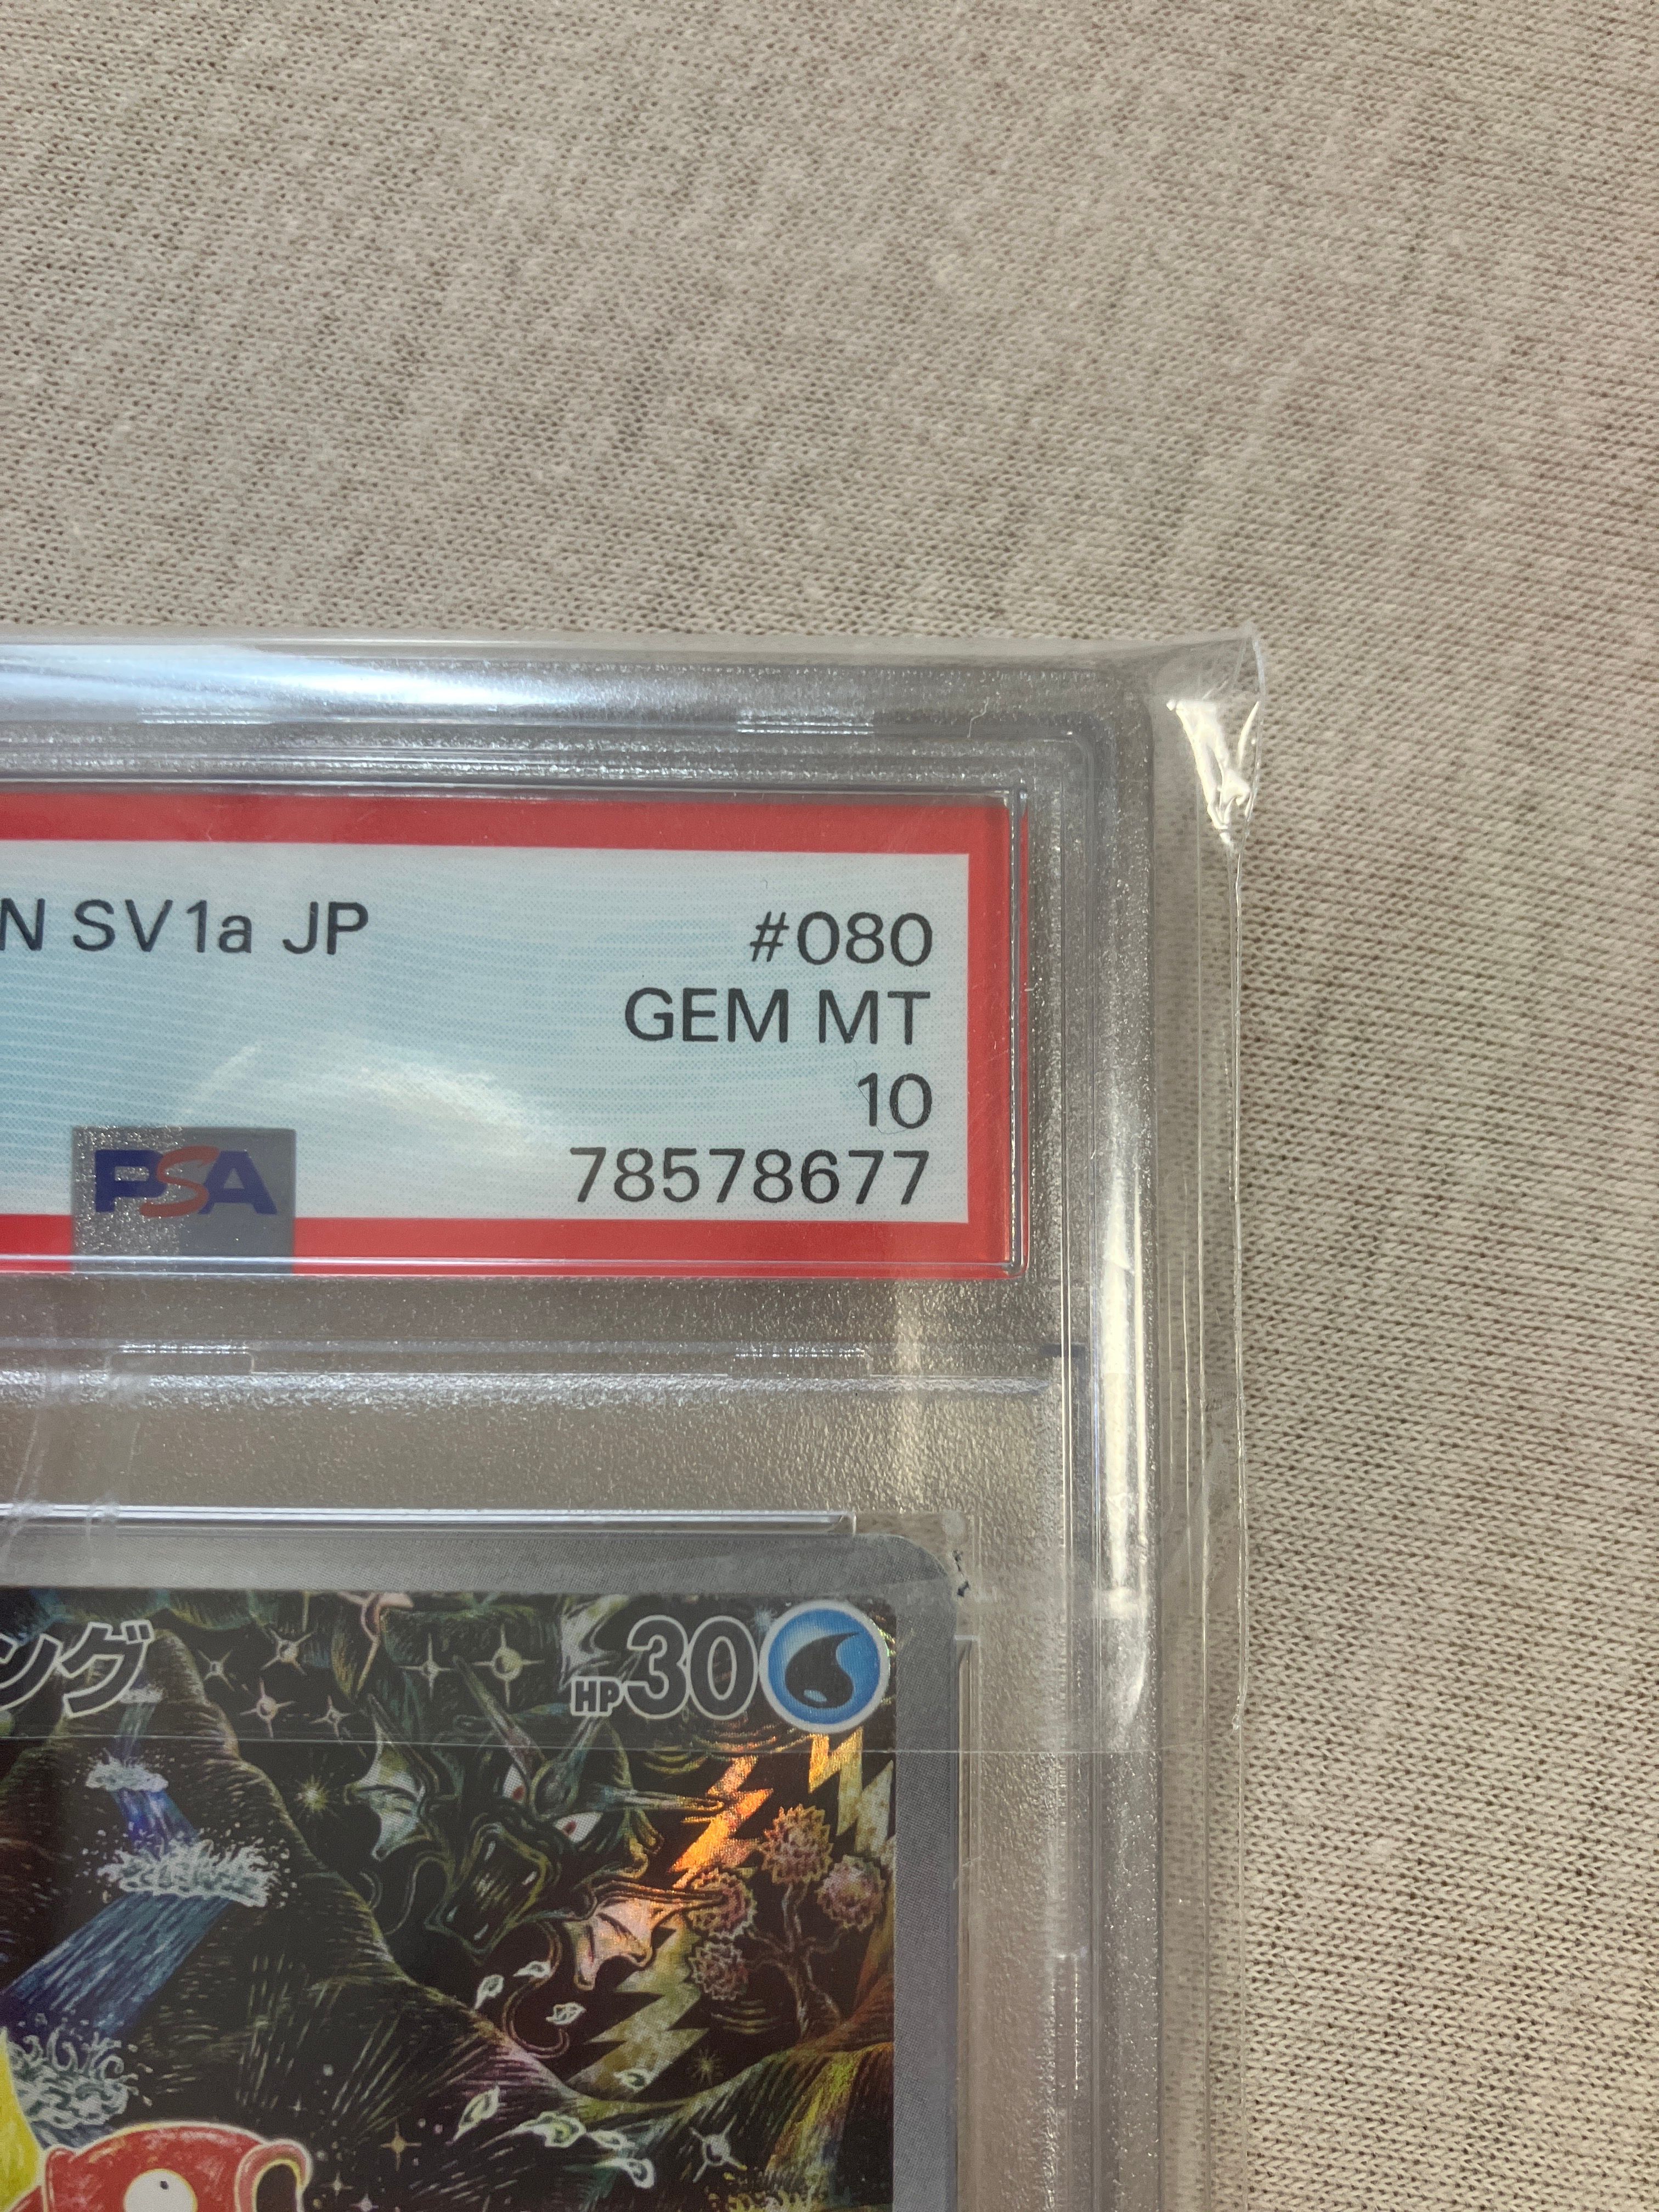 N SV1a JP #080
GEM MT
10
PSA 78578677
ング HP30